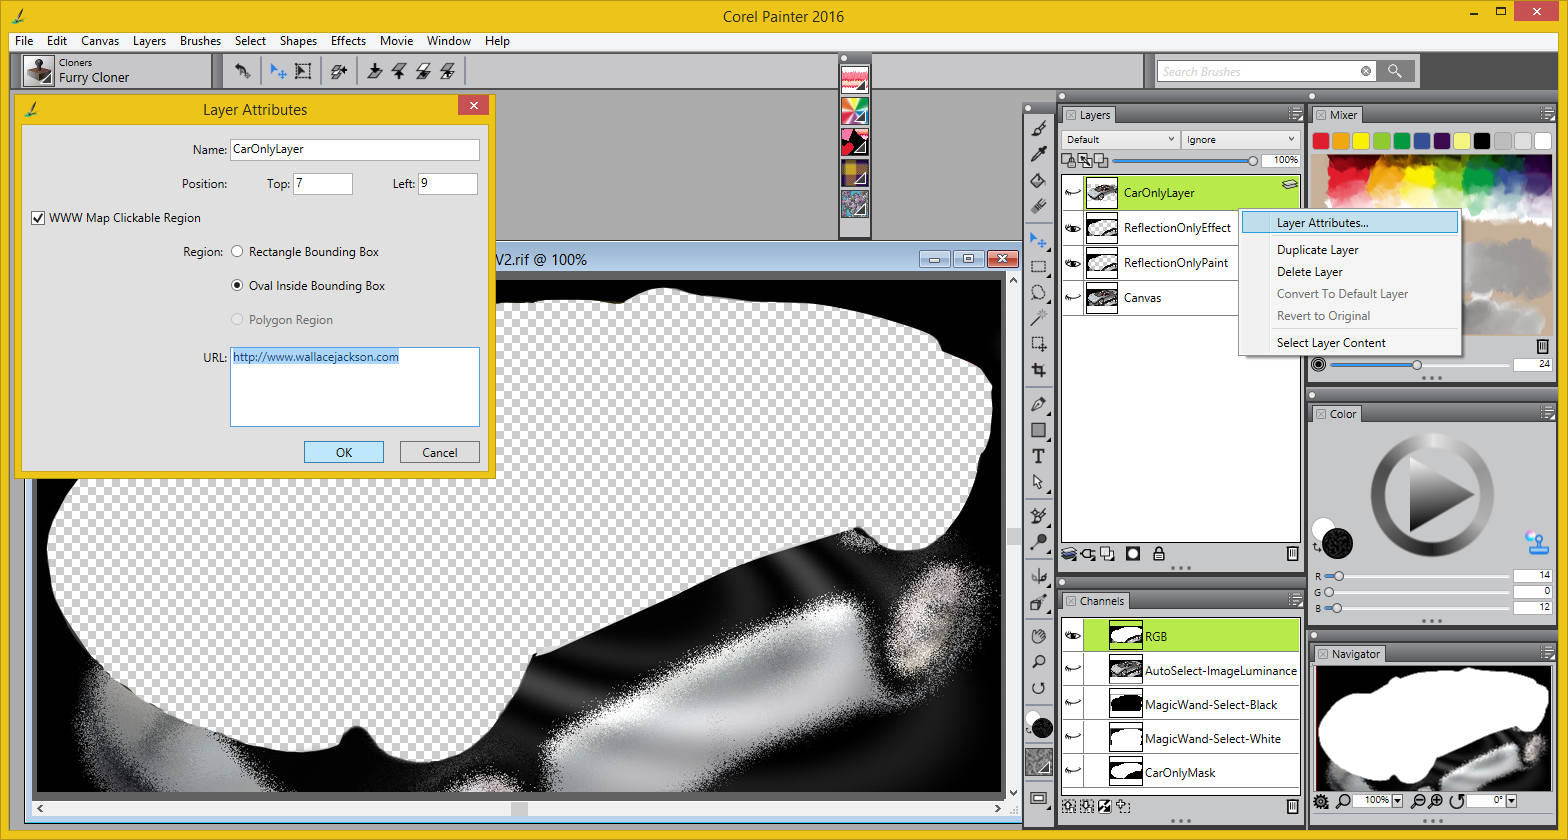 Corel Painter 2016
File Edit Canvas Layers Brushes Select Shapes Effects Movie Window Help
Cloners
Furry Cloner
Search Brushes
Layer Attributes
Name: CarOnlyLayer
Position: Top: 7 Left: 9
WWW Map Clickable Region
Region: Rectangle Bounding Box
Oval Inside Bounding Box
Polygon Region
URL: http://www.wallacejackson.com
OK Cancel
V2.rif @ 100%
Layers
Default Ignore
100%
CarOnlyLayer
ReflectionOnlyEffect
ReflectionOnlyPaint
Canvas
Layer Attributes...
Duplicate Layer
Delete Layer
Convert To Default Layer
Revert to Original
Select Layer Content
Channels
RGB
AutoSelect-ImageLuminance
MagicWand-Select-Black
MagicWand-Select-White
CarOnlyMask
Mixer
24
Color
R 14
G 0
B 12
Navigator
100% 0°
T